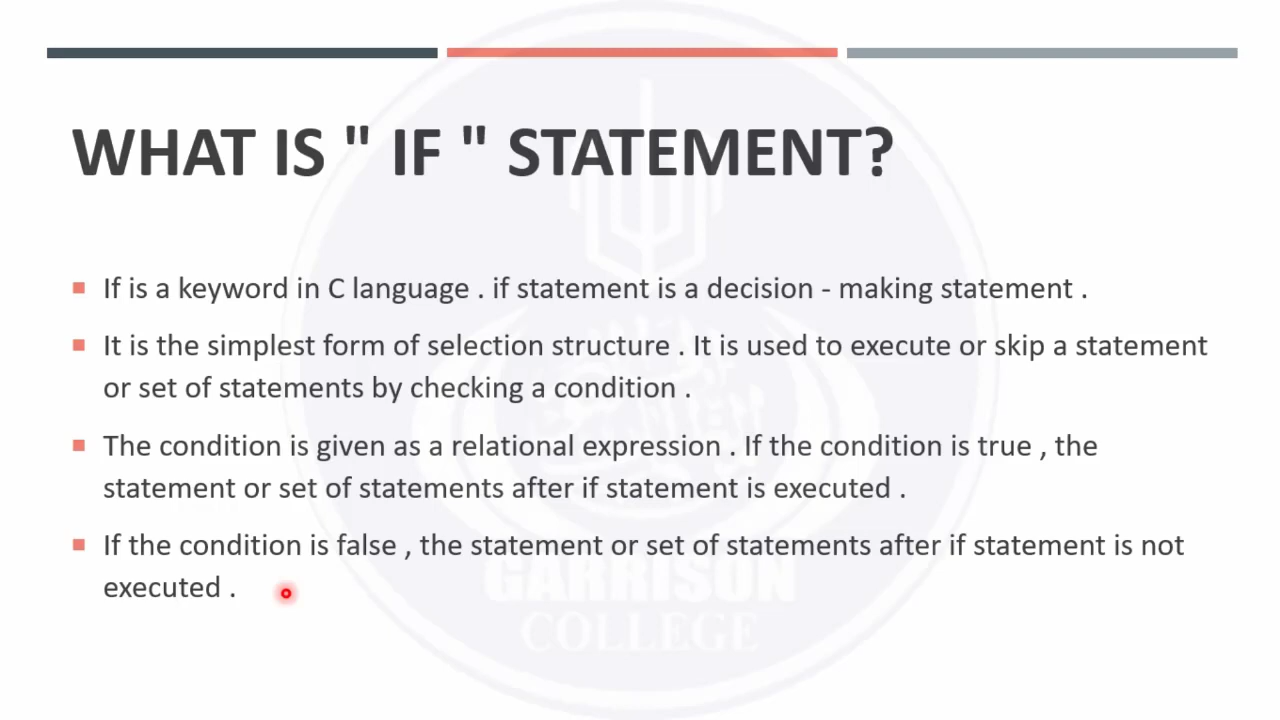 WHAT IS " IF " STATEMENT?
If is a keyword in C language . if statement is a decision - making statement .
It is the simplest form of selection structure . It is used to execute or skip a statement
or set of statements by checking a condition .
The condition is given as a relational expression . If the condition is true , the
statement or set of statements after if statement is executed .
If the condition is false , the statement or set of statements after if statement is not
executed .
GARRISON
COLLEGE